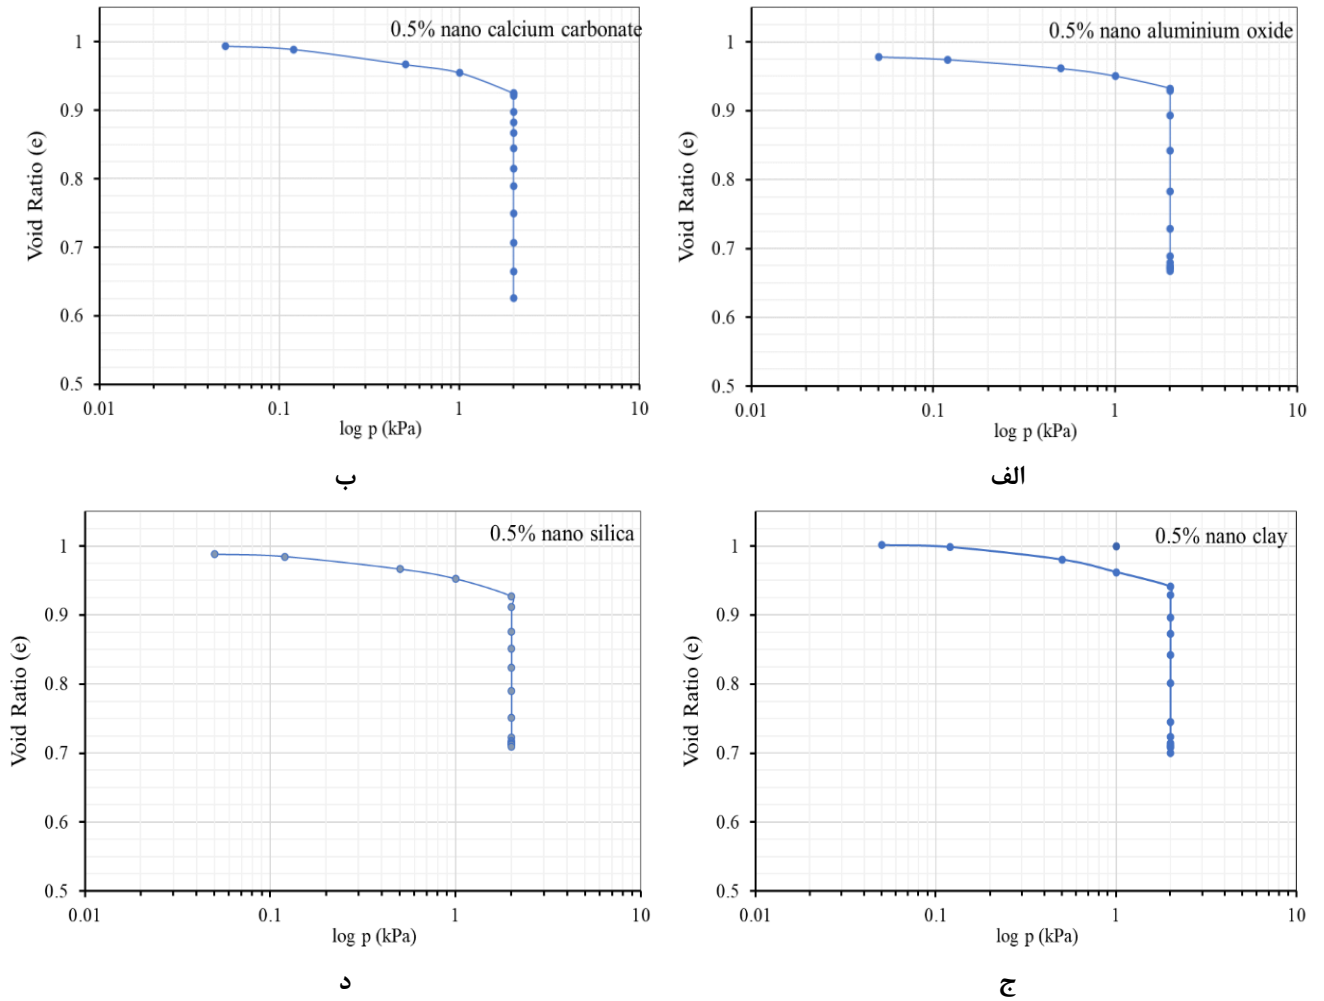 0.5% nano calcium carbonate
1
0.9
0.8
0.7
0.6
0.5
Void Ratio (e)
0.01 0.1 1 10
log p (kPa)
ب
0.5% nano aluminium oxide
1
0.9
0.8
0.7
0.6
0.5
Void Ratio (e)
0.01 0.1 1 10
log p (kPa)
الف
0.5% nano silica
1
0.9
0.8
0.7
0.6
0.5
Void Ratio (e)
0.01 0.1 1 10
log p (kPa)
د
0.5% nano clay
1
0.9
0.8
0.7
0.6
0.5
Void Ratio (e)
0.01 0.1 1 10
log p (kPa)
ج